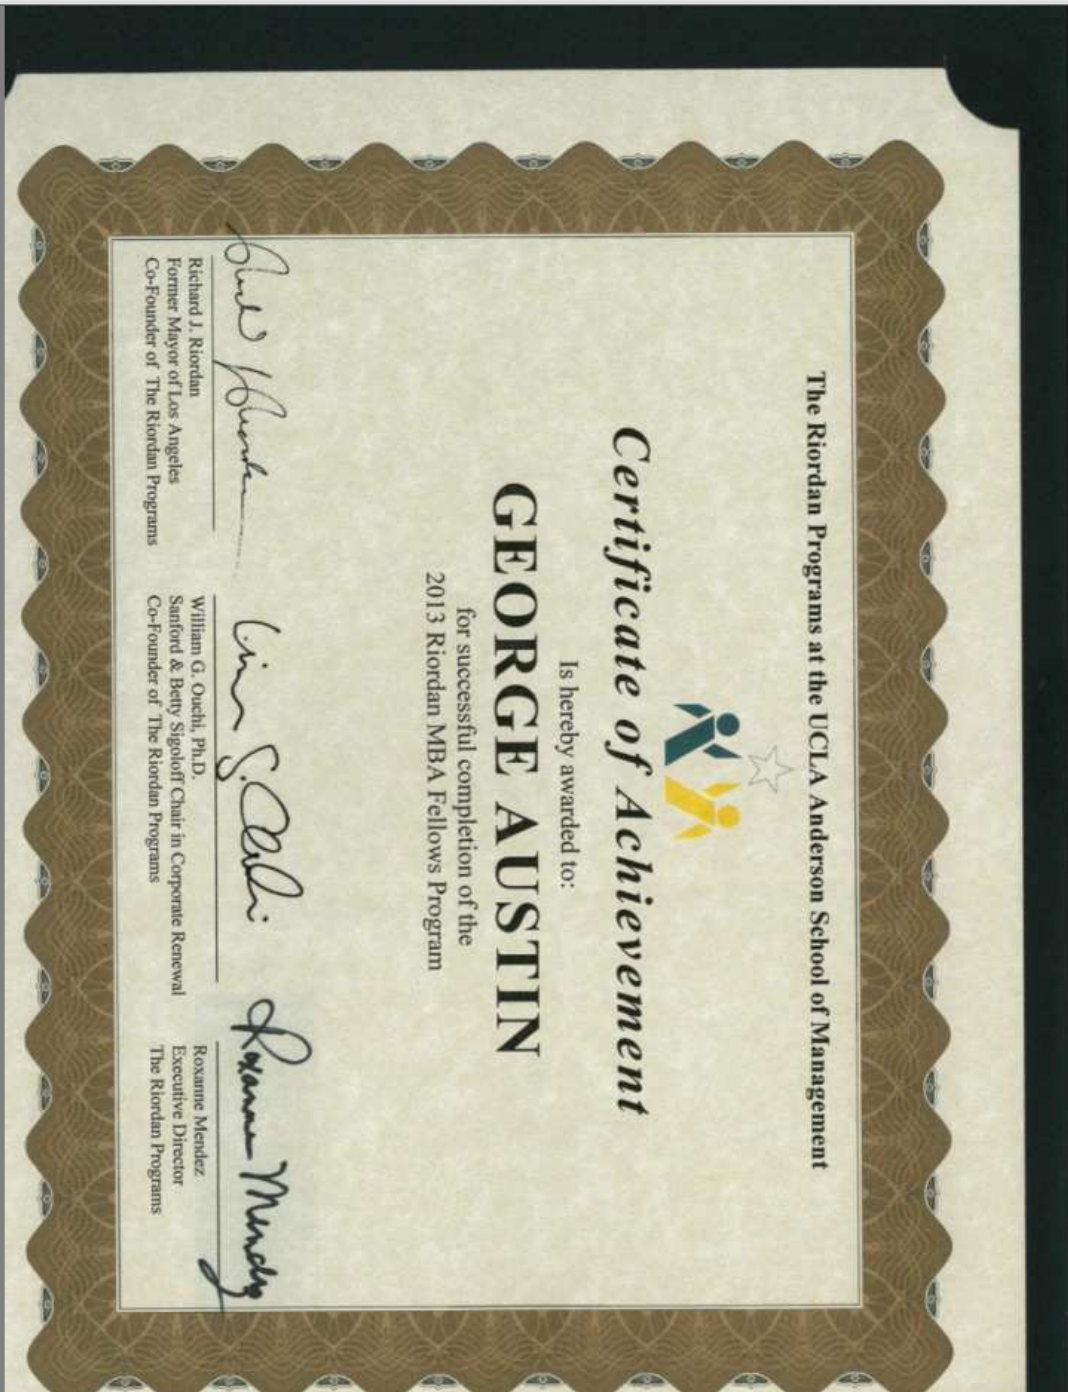 The Riordan Programs at the UCLA Anderson School of Management
Certificate of Achievement
Is hereby awarded to:
GEORGE AUSTIN
for successful completion of the
2013 Riordan MBA Fellows Program
Richard J. Riordan
Former Mayor of Los Angeles
Co-Founder of The Riordan Programs
William G. Ouchi, Ph.D.
Sanford & Betty Sigoloff Chair in Corporate Renewal
Co-Founder of The Riordan Programs
Roxanne Mendez
Executive Director
The Riordan Programs